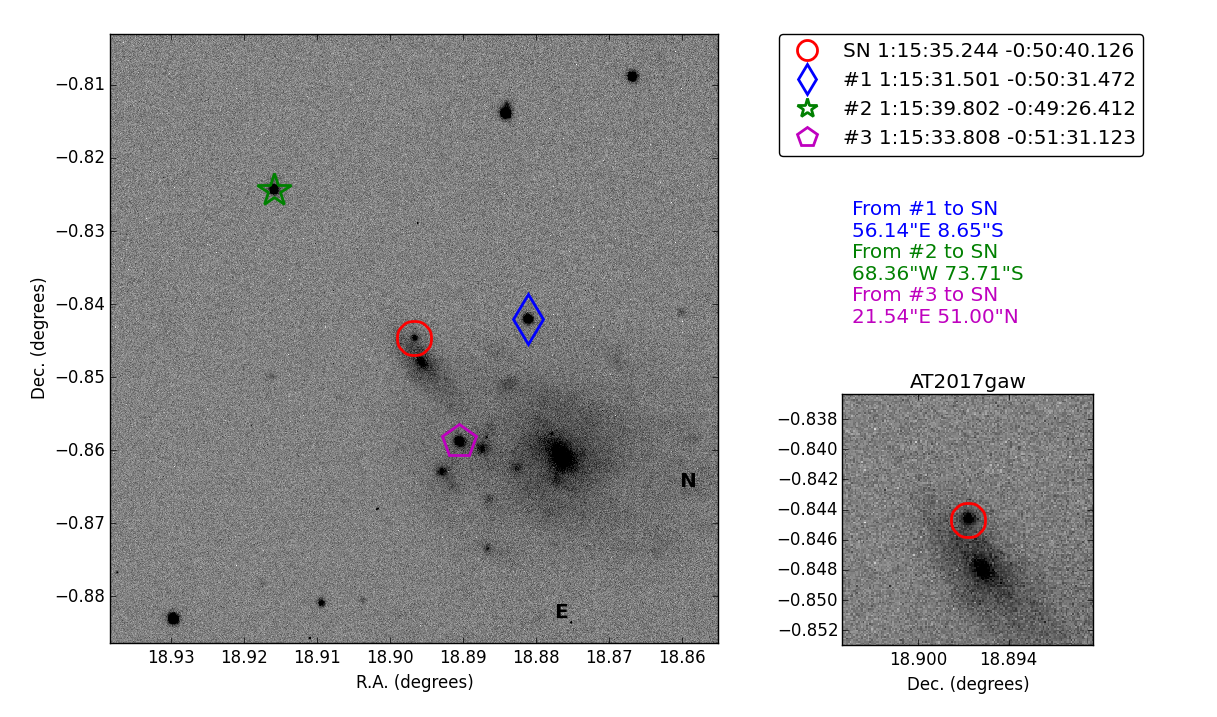 SN 1:15:35.244 -0:50:40.126
#1 1:15:31.501 -0:50:31.472
#2 1:15:39.802 -0:49:26.412
#3 1:15:33.808 -0:51:31.123
From #1 to SN
56.14"E 8.65"S
From #2 to SN
68.36"W 73.71"S
From #3 to SN
21.54"E 51.00"N
−0.81
−0.82
−0.83
−0.84
−0.85
−0.86
−0.87
−0.88
Dec. (degrees)
N
E
18.93 18.92 18.91 18.90 18.89 18.88 18.87 18.86
R.A. (degrees)
AT2017gaw
−0.838
−0.840
−0.842
−0.844
−0.846
−0.848
−0.850
−0.852
18.900 18.894
Dec. (degrees)